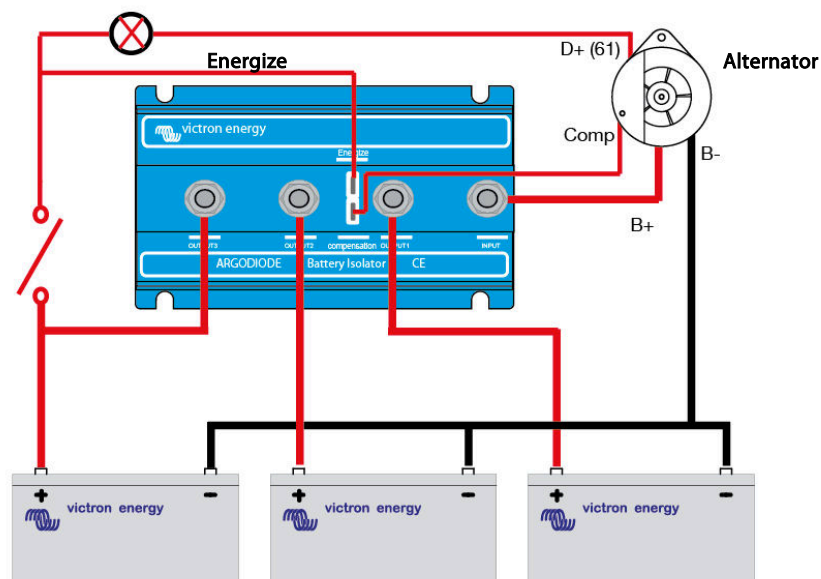 D+ (61)
Energize
Alternator
victron energy
Energize
Comp
B-
B+
OUTPUT3
OUTPUT2
compensation
OUTPUT1
INPUT
ARGODIODE
Battery Isolator
CE
+
-
+
-
+
-
victron energy
victron energy
victron energy